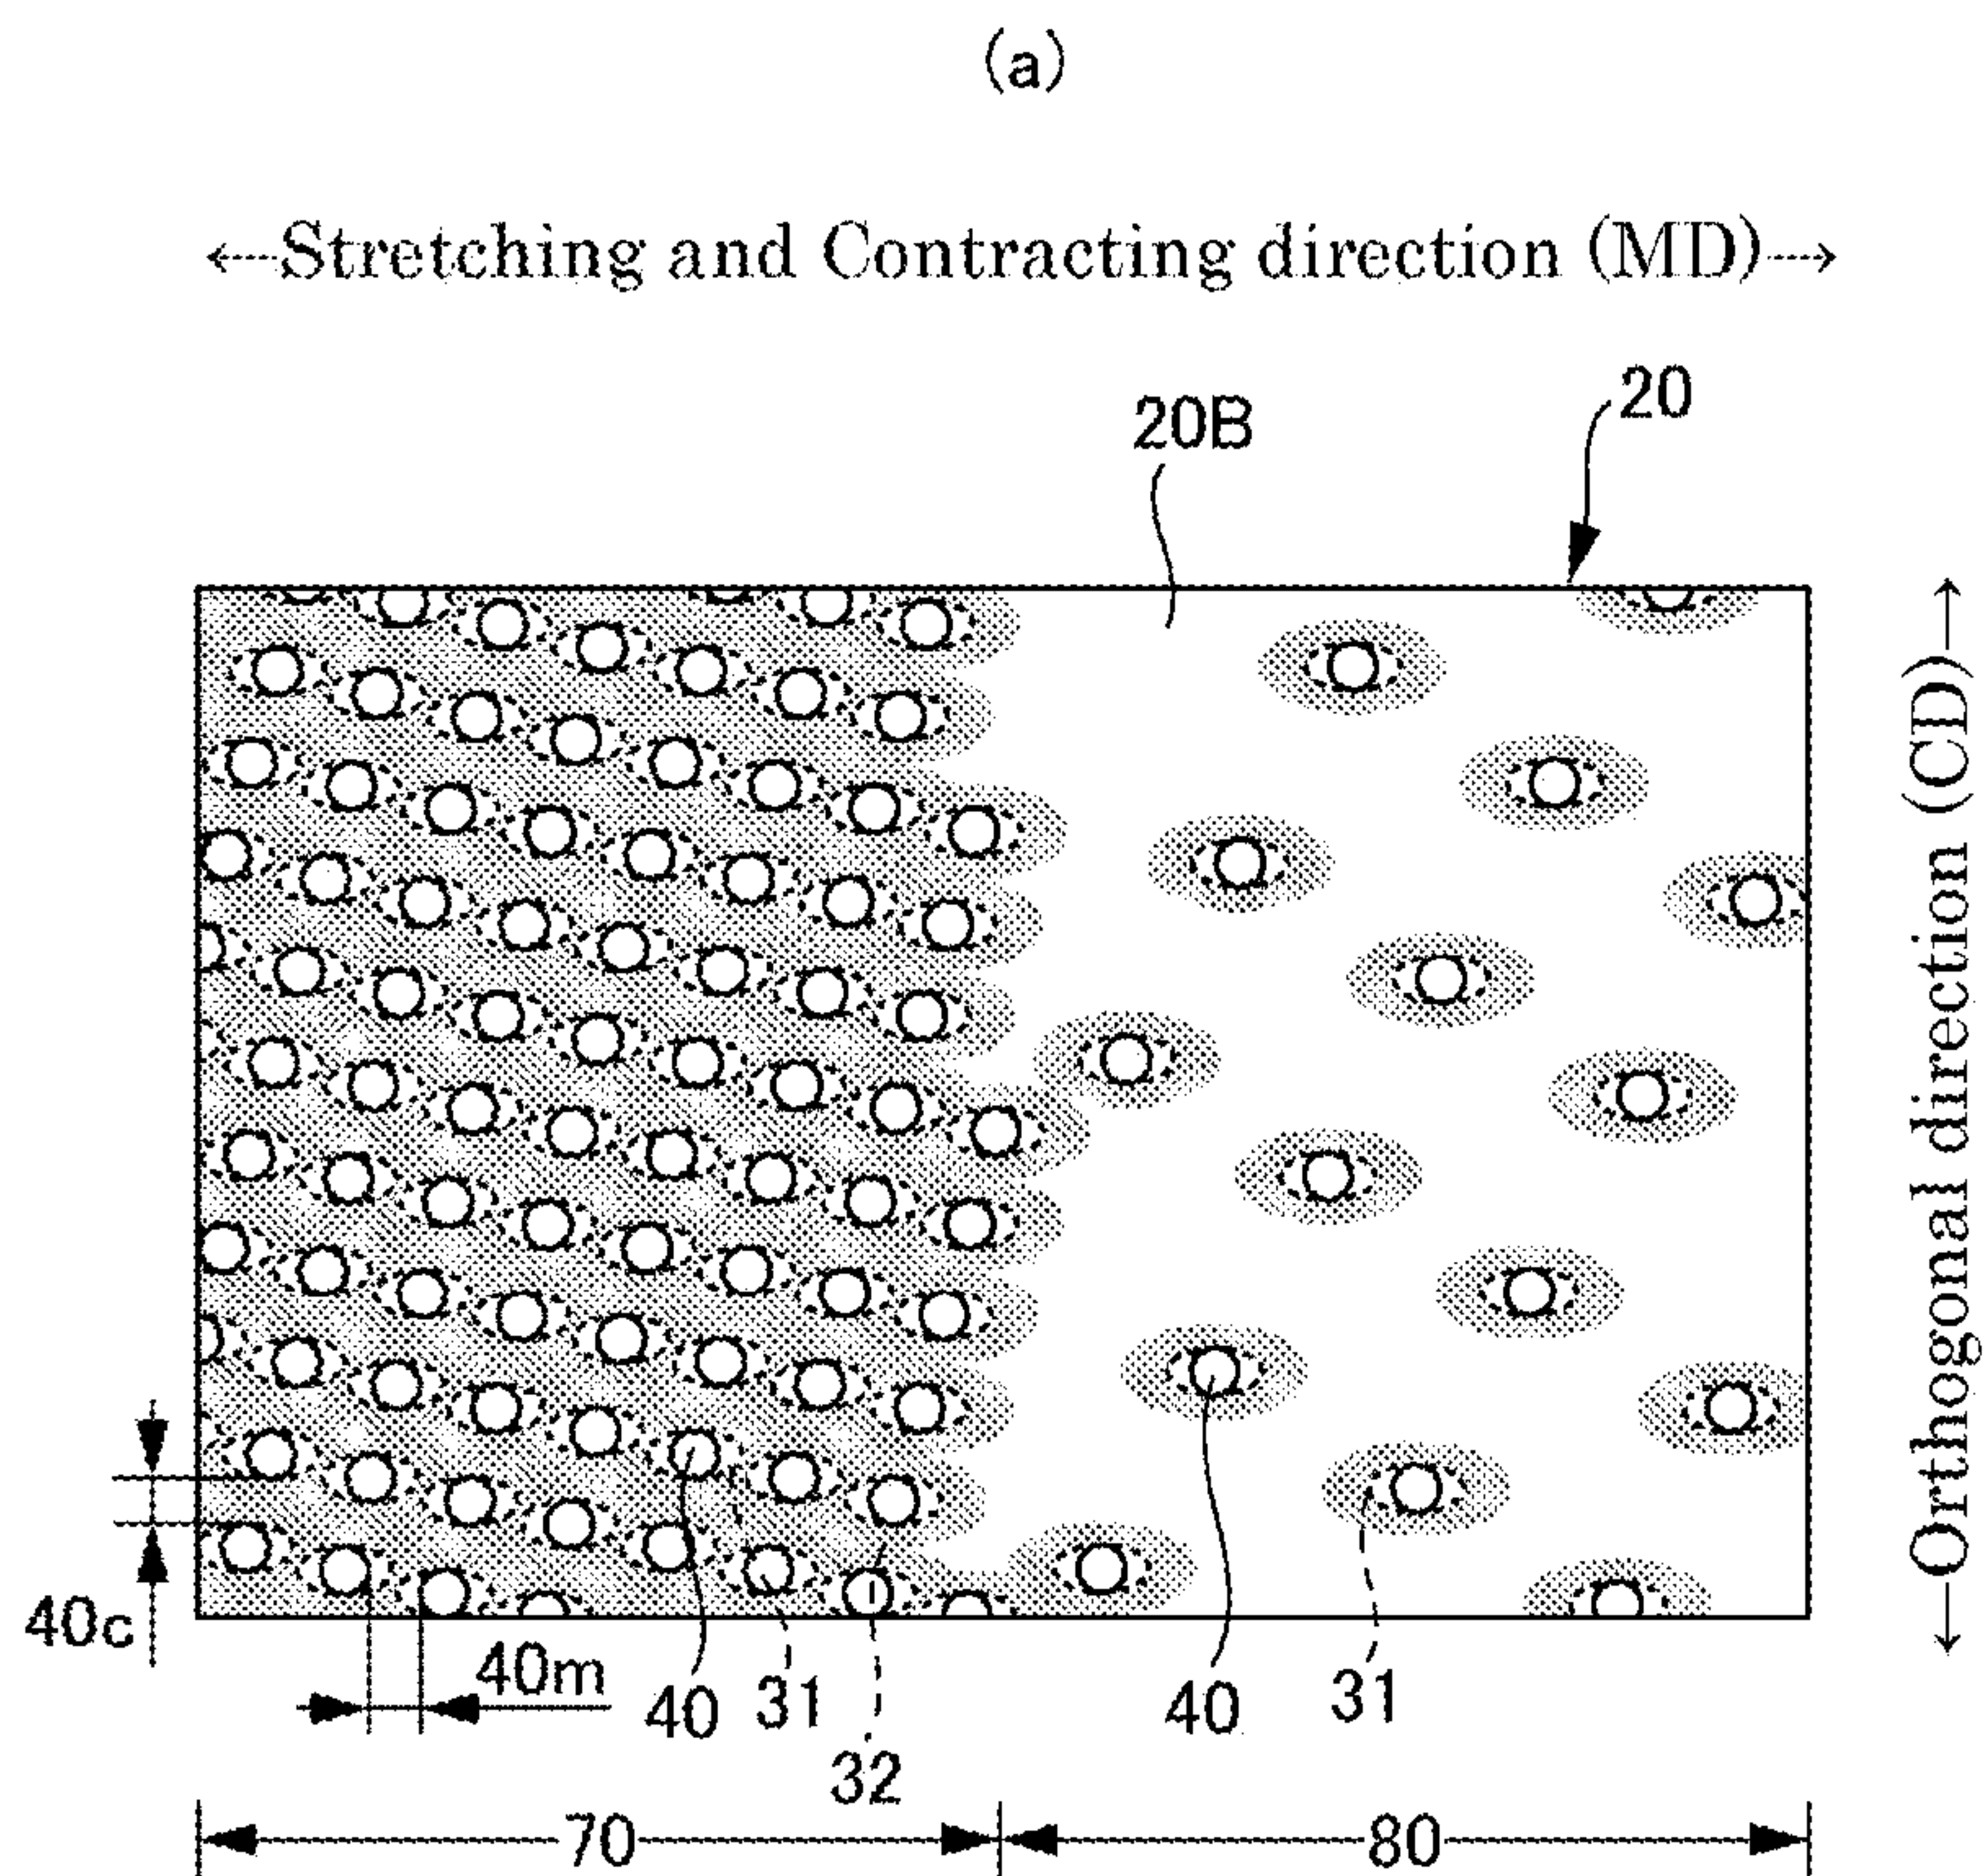 (a)
←Stretching and Contracting direction (MD)→
20
20B
←Orthogonal direction (CD)→
40c
40m
40
31
40
31
32
70
80